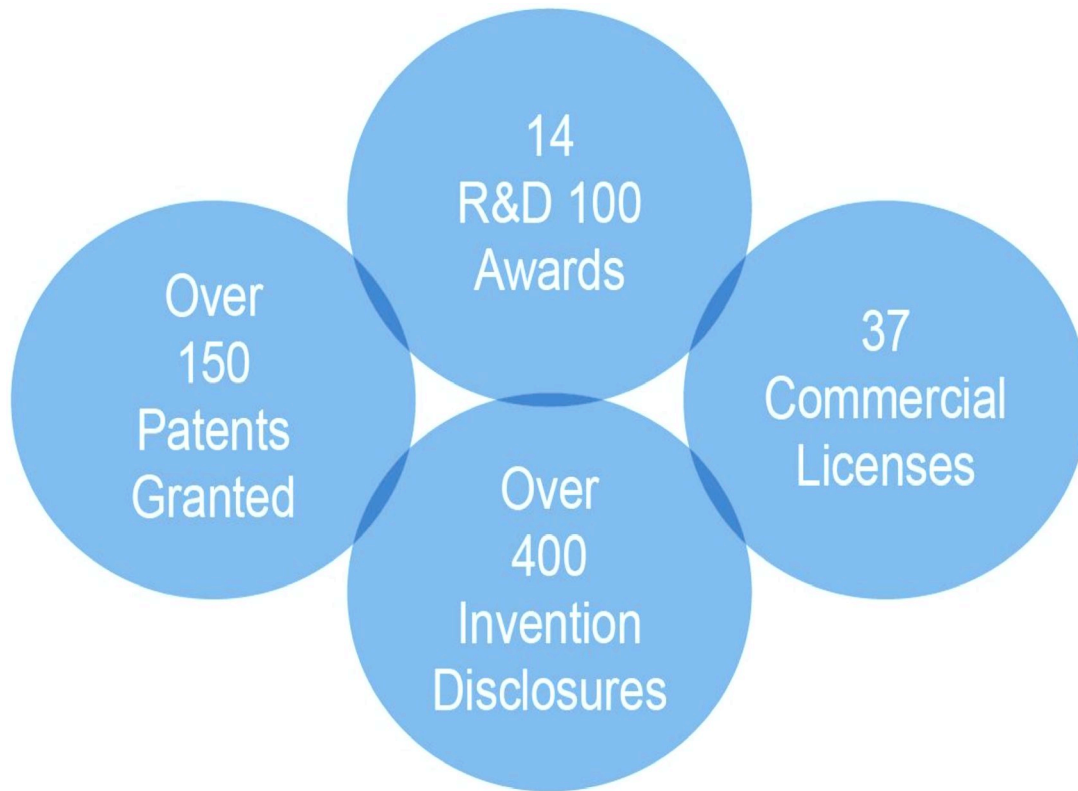 14
R&D 100
Awards
Over
150
Patents
Granted
37
Commercial
Licenses
Over
400
Invention
Disclosures